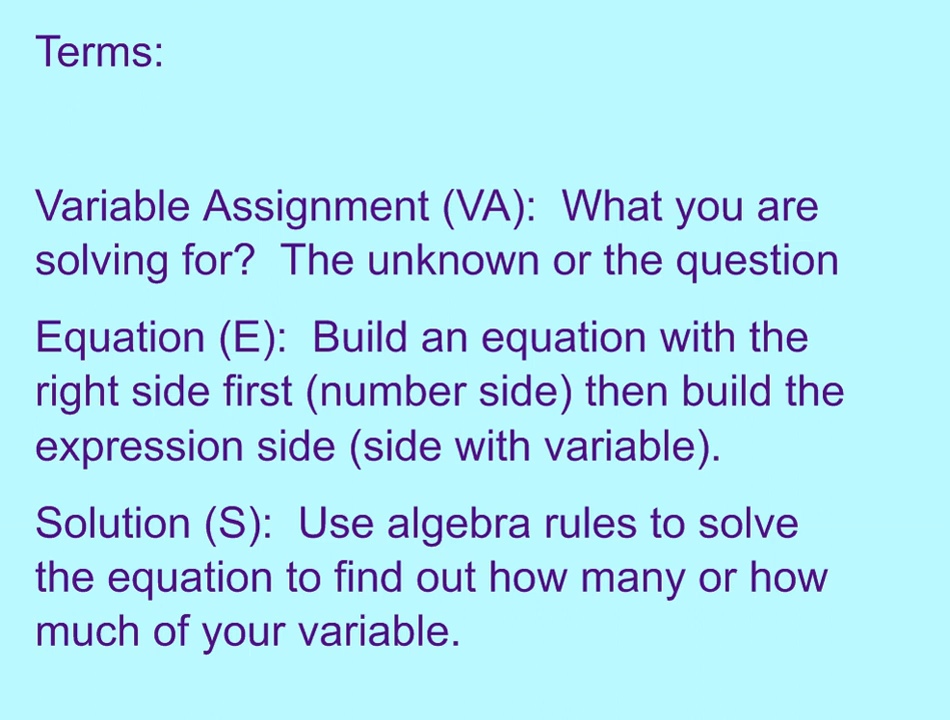 Terms:
Variable Assignment (VA):  What you are
solving for?  The unknown or the question
Equation (E):  Build an equation with the
right side first (number side) then build the
expression side (side with variable).
Solution (S):  Use algebra rules to solve
the equation to find out how many or how
much of your variable.